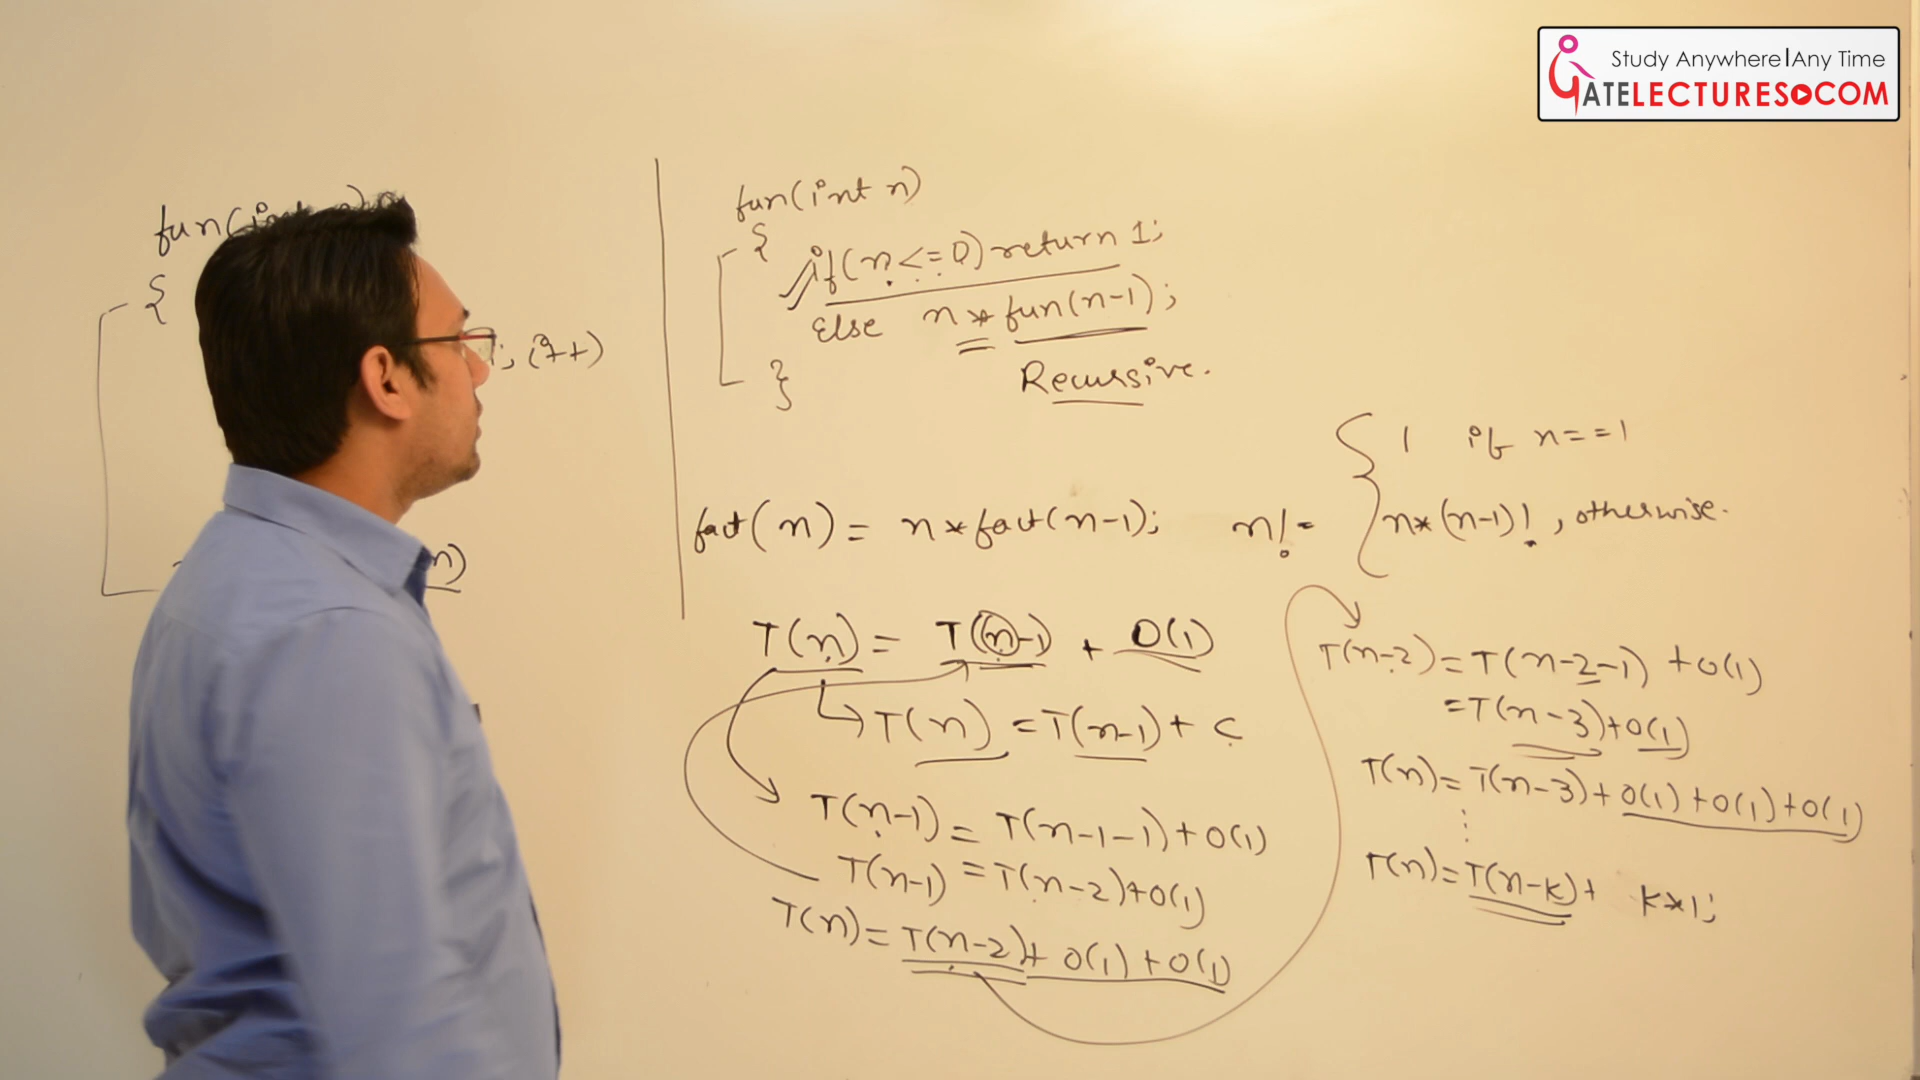 Study Anywhere|Any Time
GATELECTURES.COM
fun(int
{
; i++)
n)
fun(int n)
{
if(n<=0) return 1;
Else n*fun(n-1);
}
Recursive.
fact(n) = n*fact(n-1);
n! = { 1 if n==1
n*(n-1)!, otherwise.
T(n) = T(n-1) + O(1)
T(n) = T(n-1) + C
T(n-1) = T(n-1-1) + O(1)
T(n-1) = T(n-2) + O(1)
T(n) = T(n-2) + O(1) + O(1)
T(n-2) = T(n-2-1) + O(1)
= T(n-3) + O(1)
T(n) = T(n-3) + O(1) + O(1) + O(1)
T(n) = T(n-k) + k*1;